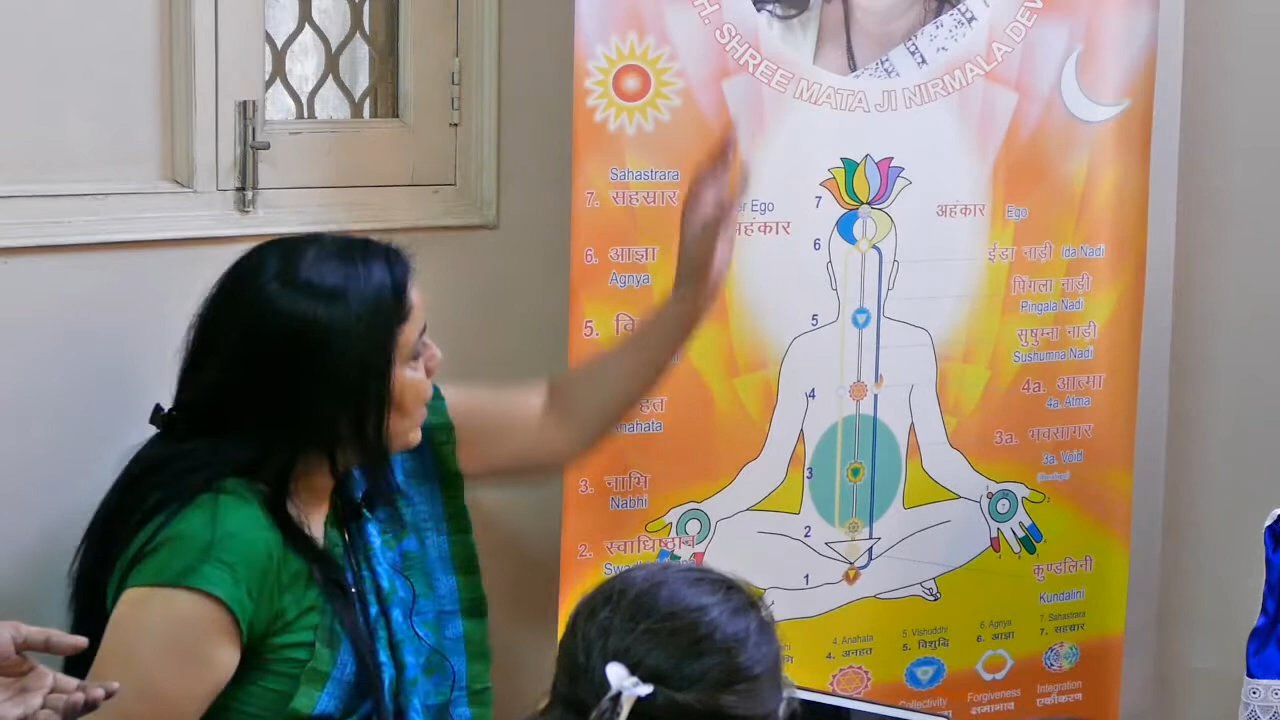 H. SHREE MATA JI NIRMALA DEV
Sahastrara
7. सहस्रार
6. आज्ञा
Agnya
5. वि
Anahata
3. नाभि
Nabhi
2. स्वाधिष्ठान
Ego
अहंकार
7
6
5
4
3
2
1
अहंकार Ego
ईडा नाड़ी Ida Nadi
पिंगला नाड़ी
Pingala Nadi
सुषुम्ना नाड़ी
Sushumna Nadi
4a. आत्मा
4a. Atma
3a. भवसागर
3a. Void
कुण्डलिनी
Kundalini
4. Anahata
4. अनहत
5. Vishuddhi
5. विशुद्धि
Collectivity
6. Agnya
6. आज्ञा
Forgiveness
क्षमाभाव
7. Sahastrara
7. सहस्रार
Integration
एकीकरण